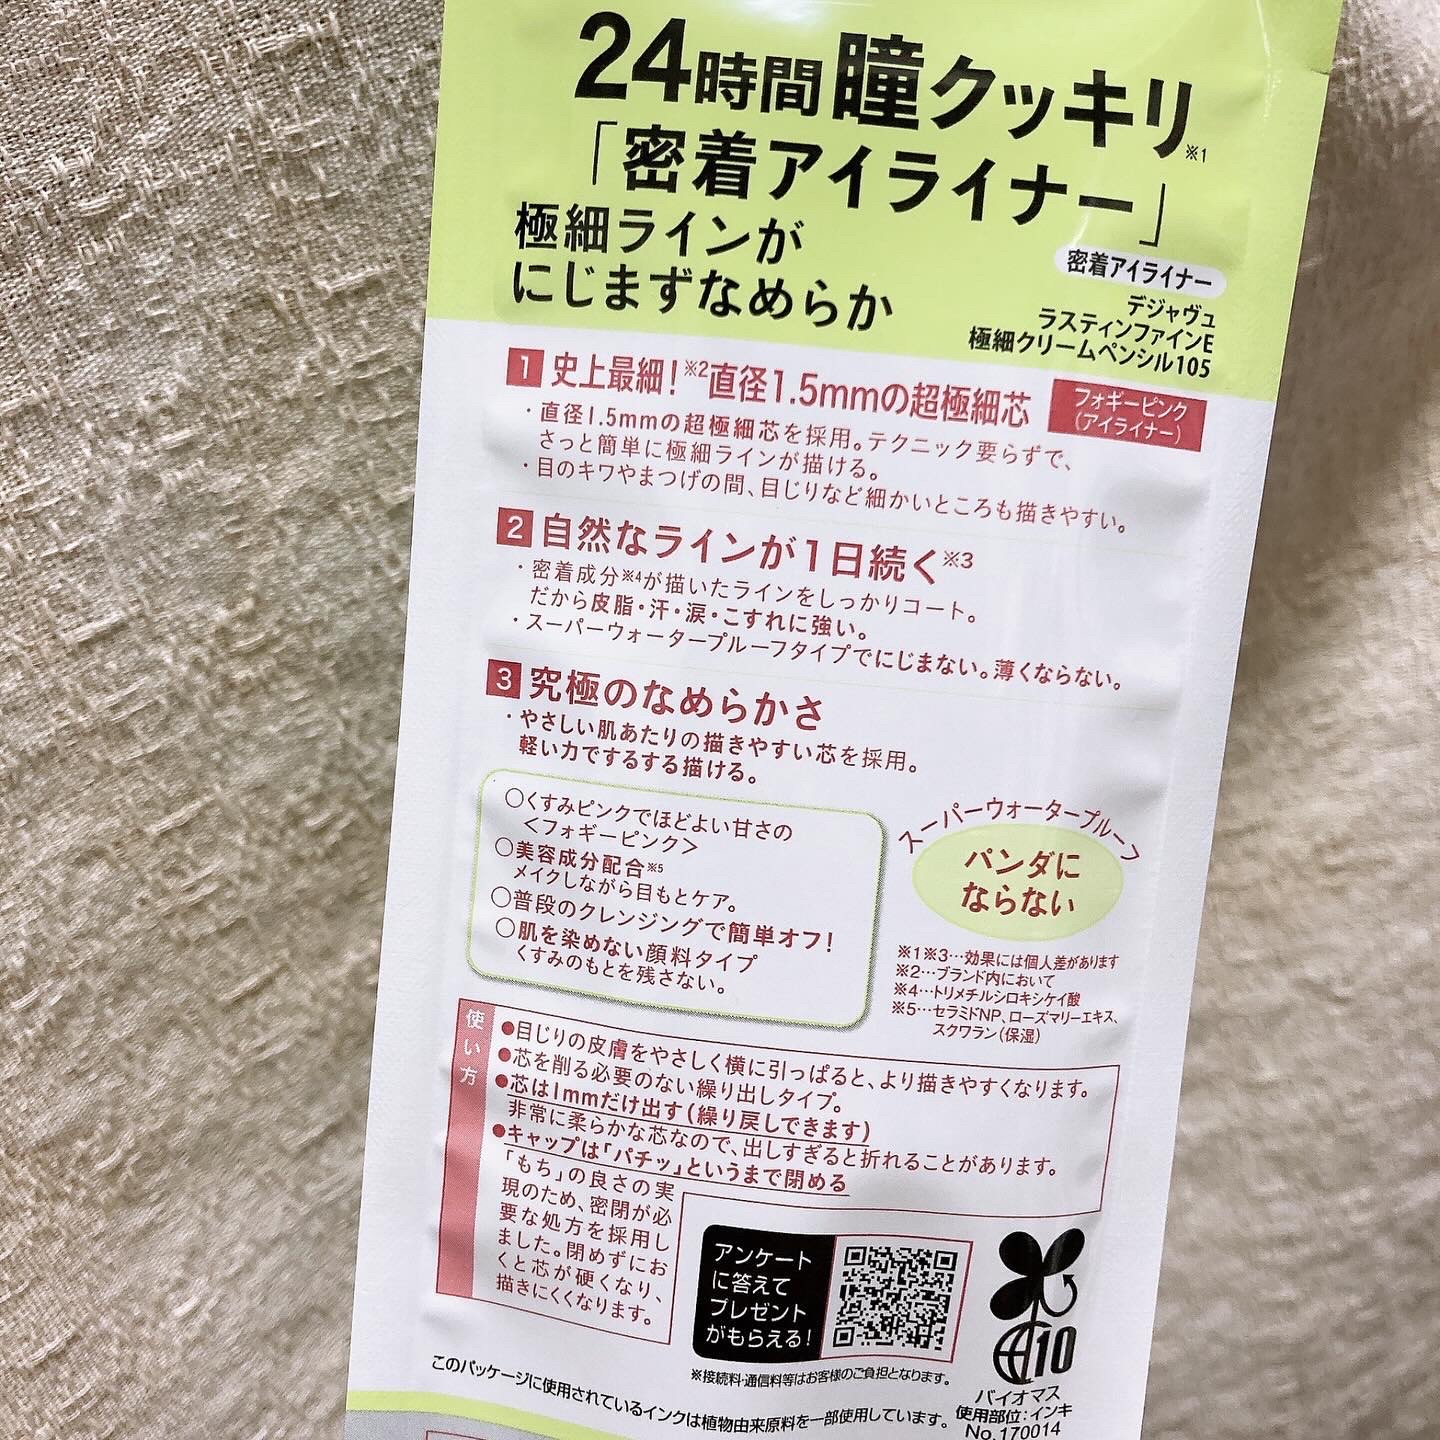 24時間瞳クッキリ※1
「密着アイライナー」
極細ラインが
にじまずなめらか
密着アイライナー
デジャヴュ
ラスティンファインE
極細クリームペンシル105
1 史上最細!※2直径1.5mmの超極細芯
フォギーピンク
(アイライナー)
・直径1.5mmの超極細芯を採用。テクニック要らずで、
さっと簡単に極細ラインが描ける。
・目のキワやまつげの間、目じりなど細かいところも描きやすい。
2 自然なラインが1日続く※3
・密着成分※4が描いたラインをしっかりコート。
だから皮脂・汗・涙・こすれに強い。
・スーパーウォータープルーフタイプでにじまない。薄くならない。
3 究極のなめらかさ
・やさしい肌あたりの描きやすい芯を採用。
軽い力でするする描ける。
○くすみピンクでほどよい甘さの
<フォギーピンク>
○美容成分配合※5
メイクしながら目もとケア。
○普段のクレンジングで簡単オフ!
○肌を染めない顔料タイプ
くすみのもとを残さない。
スーパーウォータープルーフ
パンダに
ならない
※1※3…効果には個人差があります
※2…ブランド内において
※4…トリメチルシロキシケイ酸
※5…セラミドNP、ローズマリーエキス、
スクワラン(保湿)
使い方
●目じりの皮膚をやさしく横に引っぱると、より描きやすくなります。
●芯を削る必要のない繰り出しタイプ。
●芯は1mmだけ出す(繰り戻しできます)
非常に柔らかな芯なので、出しすぎると折れることがあります。
●キャップは「パチッ」というまで閉める
「もち」の良さの実
現のため、密閉が必
要な処方を採用し
ました。閉めずにお
くと芯が硬くなり、
描きにくくなります。
アンケート
に答えて
プレゼント
がもらえる!
※接続料・通信料等はお客様のご負担となります。
10
バイオマス
使用部位:インキ
No.170014
このパッケージに使用されているインクは植物由来原料を一部使用しています。